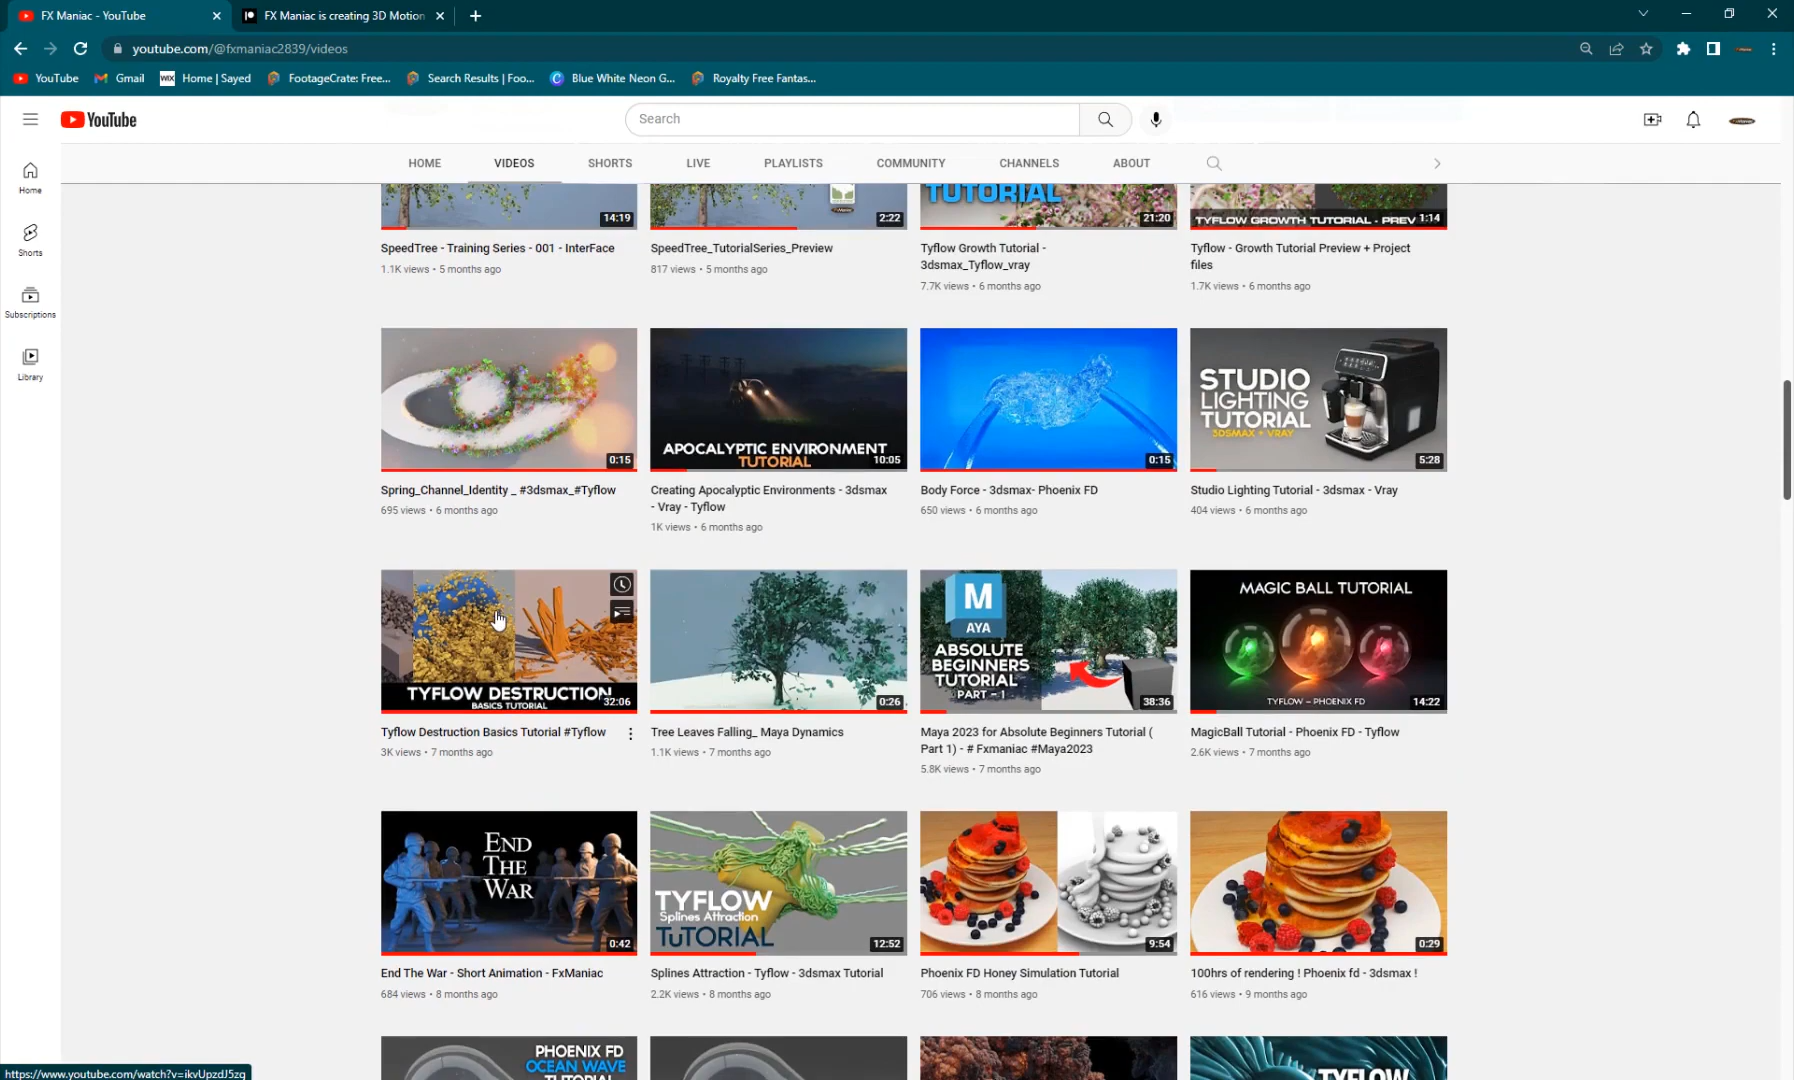 FX Maniac - YouTube
FX Maniac is creating 3D Motion
youtube.com/@fxmaniac2839/videos
YouTube
Gmail
WIX Home | Sayed
FootageCrate: Free...
Search Results | Foo...
Blue White Neon G...
Royalty Free Fantas...
YouTube
Search
HOME VIDEOS SHORTS LIVE PLAYLISTS COMMUNITY CHANNELS ABOUT
Home
Shorts
Subscriptions
Library
14:19
2:22
TUTORIAL
21:20
TYFLOW GROWTH TUTORIAL - PREV
1:14
SpeedTree - Training Series - 001 - InterFace
1.1K views • 5 months ago
SpeedTree_TutorialSeries_Preview
817 views • 5 months ago
Tyflow Growth Tutorial -
3dsmax_Tyflow_vray
7.7K views • 6 months ago
Tyflow - Growth Tutorial Preview + Project
files
1.7K views • 6 months ago
0:15
APOCALYPTIC ENVIRONMENT
TUTORIAL
10:05
0:15
STUDIO
LIGHTING
TUTORIAL
3DSMAX + VRAY
5:28
Spring_Channel_Identity _ #3dsmax_#Tyflow
695 views • 6 months ago
Creating Apocalyptic Environments - 3dsmax
- Vray - Tyflow
1K views • 6 months ago
Body Force - 3dsmax- Phoenix FD
650 views • 6 months ago
Studio Lighting Tutorial - 3dsmax - Vray
404 views • 6 months ago
TYFLOW DESTRUCTION
BASICS TUTORIAL
32:06
0:26
M
AYA
ABSOLUTE
BEGINNERS
TUTORIAL
PART - 1
38:36
MAGIC BALL TUTORIAL
TYFLOW - PHOENIX FD
14:22
Tyflow Destruction Basics Tutorial #Tyflow
3K views • 7 months ago
Tree Leaves Falling_ Maya Dynamics
1.1K views • 7 months ago
Maya 2023 for Absolute Beginners Tutorial (
Part 1) - # Fxmaniac #Maya2023
5.8K views • 7 months ago
MagicBall Tutorial - Phoenix FD - Tyflow
2.6K views • 7 months ago
END
THE
WAR
0:42
TYFLOW
Splines Attraction
TUTORIAL
12:52
9:54
0:29
End The War - Short Animation - FxManiac
684 views • 8 months ago
Splines Attraction - Tyflow - 3dsmax Tutorial
2.2K views • 8 months ago
Phoenix FD Honey Simulation Tutorial
706 views • 8 months ago
100hrs of rendering ! Phoenix fd - 3dsmax !
616 views • 9 months ago
PHOENIX FD
OCEAN WAVE
TUTORIAL
TYFLOW
https://www.youtube.com/watch?v=ikvUpzdJ5zg